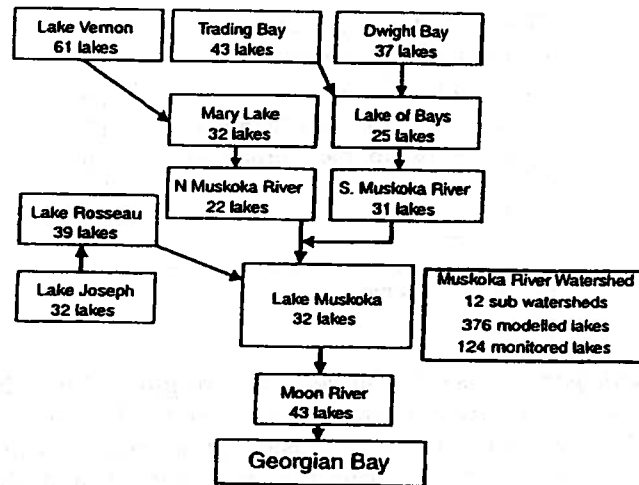 Lake Vernon
61 lakes
Trading Bay
43 lakes
Dwight Bay
37 lakes
Mary Lake
32 lakes
Lake of Bays
25 lakes
N Muskoka River
22 lakes
S. Muskoka River
31 lakes
Lake Rosseau
39 lakes
Lake Joseph
32 lakes
Lake Muskoka
32 lakes
Muskoka River Watershed
12 sub watersheds
376 modelled lakes
124 monitored lakes
Moon River
43 lakes
Georgian Bay